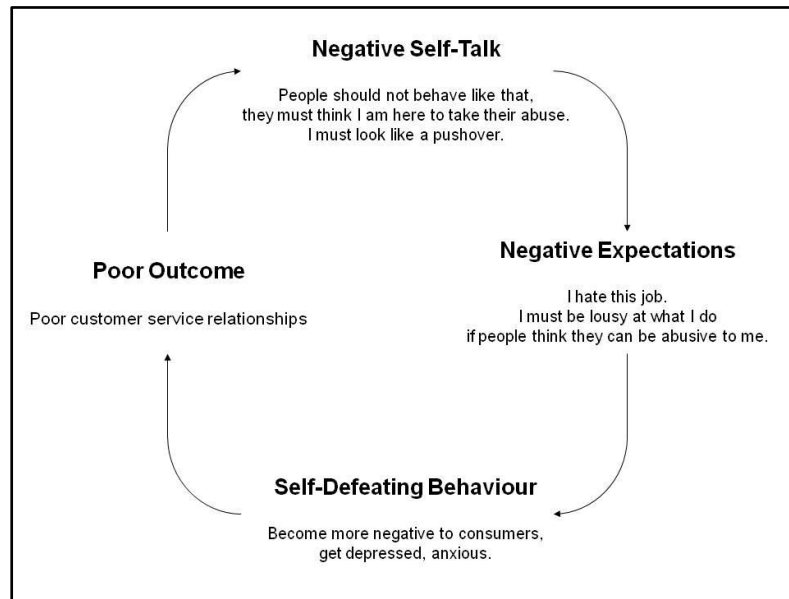 Negative Self-Talk
People should not behave like that,
they must think I am here to take their abuse.
I must look like a pushover.
Negative Expectations
I hate this job.
I must be lousy at what I do
if people think they can be abusive to me.
Self-Defeating Behaviour
Become more negative to consumers,
get depressed, anxious.
Poor Outcome
Poor customer service relationships